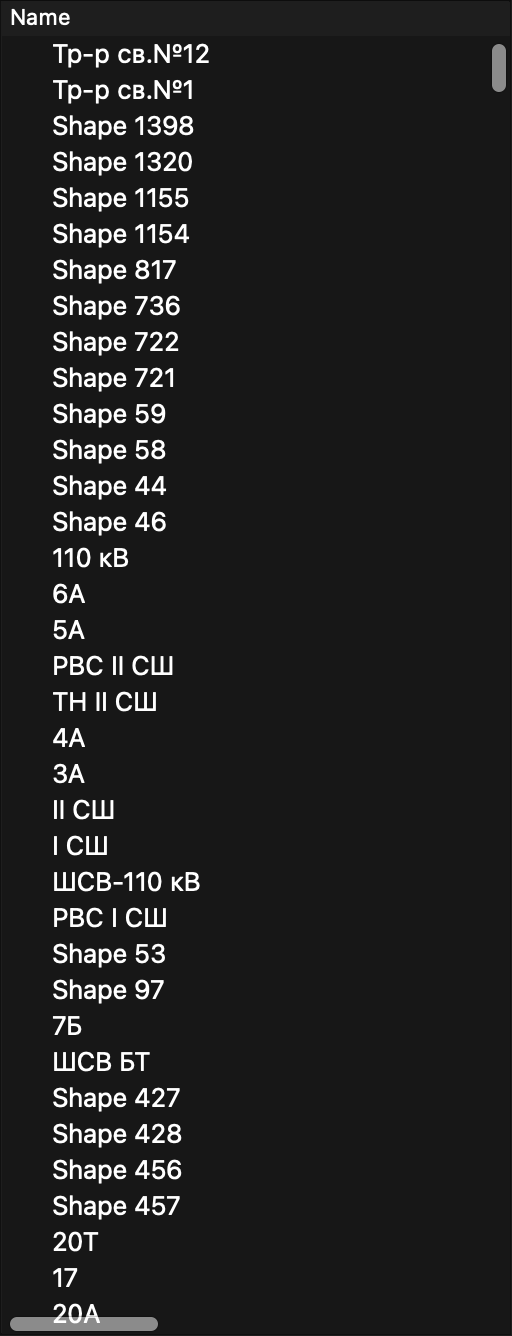 Name
Тр-р св.№12
Тр-р св.№1
Shape 1398
Shape 1320
Shape 1155
Shape 1154
Shape 817
Shape 736
Shape 722
Shape 721
Shape 59
Shape 58
Shape 44
Shape 46
110 кВ
6А
5А
РВС II СШ
ТН II СШ
4А
3А
II СШ
I СШ
ШСВ-110 кВ
РВС I СШ
Shape 53
Shape 97
7Б
ШСВ БТ
Shape 427
Shape 428
Shape 456
Shape 457
20Т
17
20А